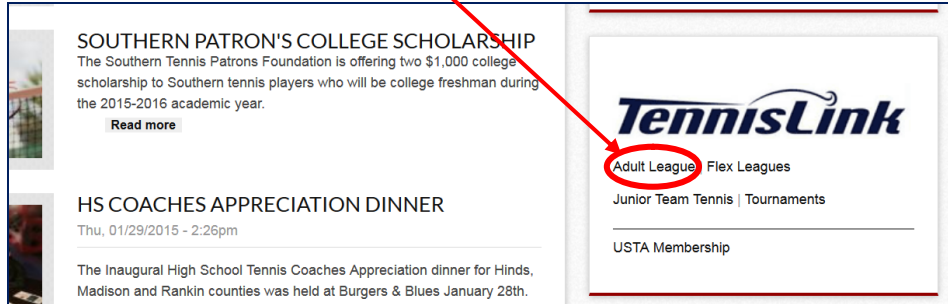 SOUTHERN PATRON'S COLLEGE SCHOLARSHIP
The Southern Tennis Patrons Foundation is offering two $1,000 college
scholarship to Southern tennis players who will be college freshman during
the 2015-2016 academic year.
Read more
HS COACHES APPRECIATION DINNER
Thu, 01/29/2015 - 2:26pm
The Inaugural High School Tennis Coaches Appreciation dinner for Hinds,
Madison and Rankin counties was held at Burgers & Blues January 28th.
TennisLink
Adult League | Flex Leagues
Junior Team Tennis | Tournaments
USTA Membership